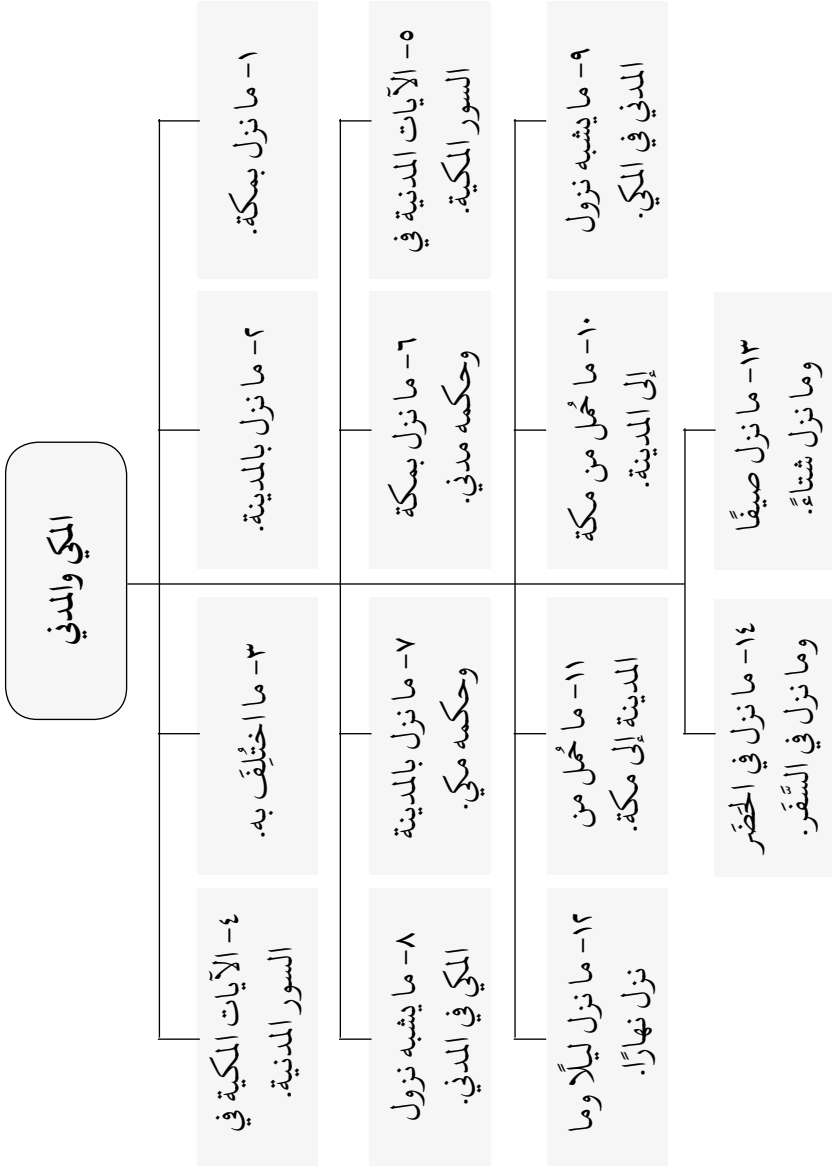 المكي والمدني
١- ما نزل بمكة.
٢- ما نزل بالمدينة.
٣- ما اختُلِفَ به.
٤- الآيات المكية في
السور المدنية.
٥- الآيات المدنية في
السور المكية.
٦- ما نزل بمكة
وحكمه مدني.
٧- ما نزل بالمدينة
وحكمه مكي.
٨- ما يشبه نزول
المكي في المدني.
٩- ما يشبه نزول
المدني في المكي.
١٠- ما حُمل من مكة
إلى المدينة.
١١- ما حُمل من
المدينة إلى مكة.
١٢- ما نزل ليلًا وما
نزل نهارًا.
١٣- ما نزل صيفًا
وما نزل شتاءً.
١٤- ما نزل في الحَضَر
وما نزل في السَّفَر.